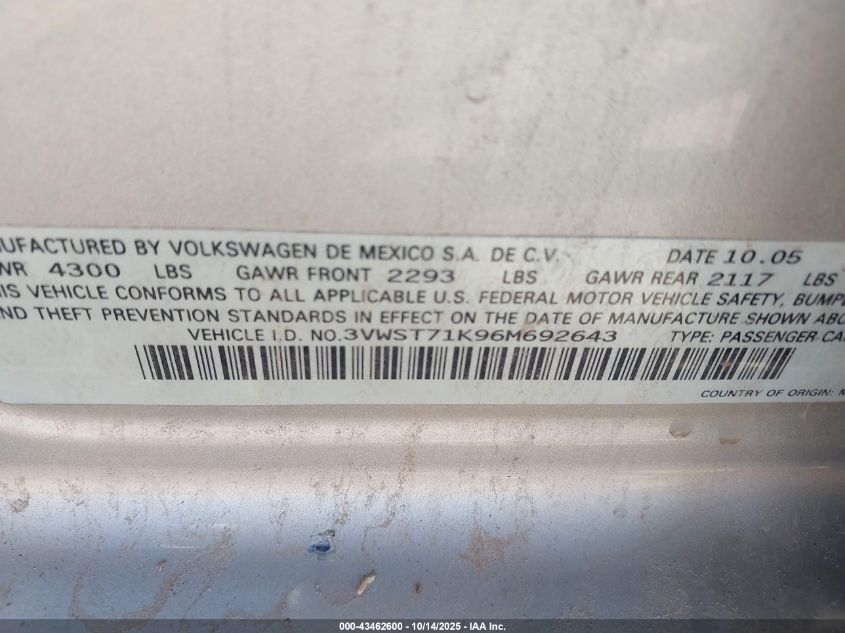 NUFACTURED BY VOLKSWAGEN DE MEXICO S.A. DE C.V. DATE 10.05
WR 4300 LBS GAWR FRONT 2293 LBS GAWR REAR 2117 LBS
IS VEHICLE CONFORMS TO ALL APPLICABLE U.S. FEDERAL MOTOR VEHICLE SAFETY, BUMPE
ND THEFT PREVENTION STANDARDS IN EFFECT ON THE DATE OF MANUFACTURE SHOWN ABO
VEHICLE I.D. NO.3VWST71K96M692643 TYPE: PASSENGER CA
COUNTRY OF ORIGIN: M
000-43462600 - 10/14/2025 - IAA Inc.